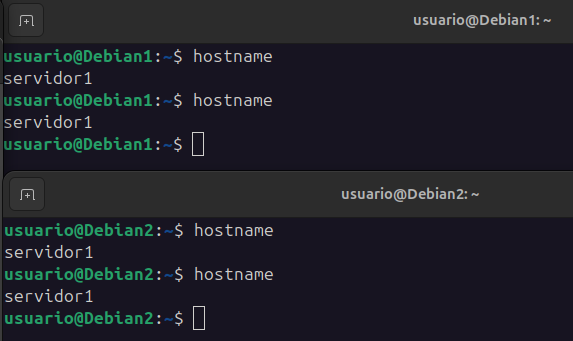 usuario@Debian1: ~
usuario@Debian1:~$ hostname
servidor1
usuario@Debian1:~$ hostname
servidor1
usuario@Debian1:~$
usuario@Debian2: ~
usuario@Debian2:~$ hostname
servidor1
usuario@Debian2:~$ hostname
servidor1
usuario@Debian2:~$